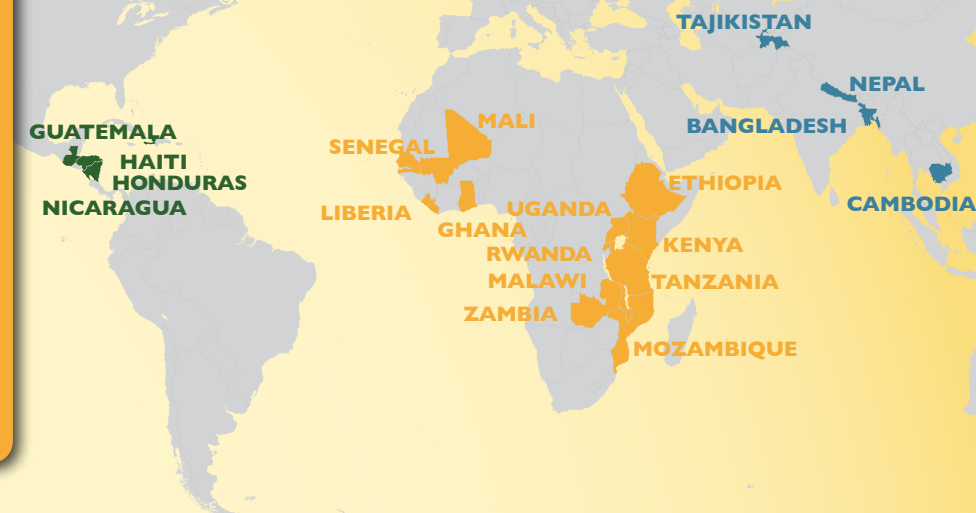 TAJIKISTAN
NEPAL
BANGLADESH
CAMBODIA
GUATEMALA
HAITI
HONDURAS
NICARAGUA
MALI
SENEGAL
LIBERIA
GHANA
ETHIOPIA
UGANDA
KENYA
RWANDA
MALAWI
TANZANIA
ZAMBIA
MOZAMBIQUE